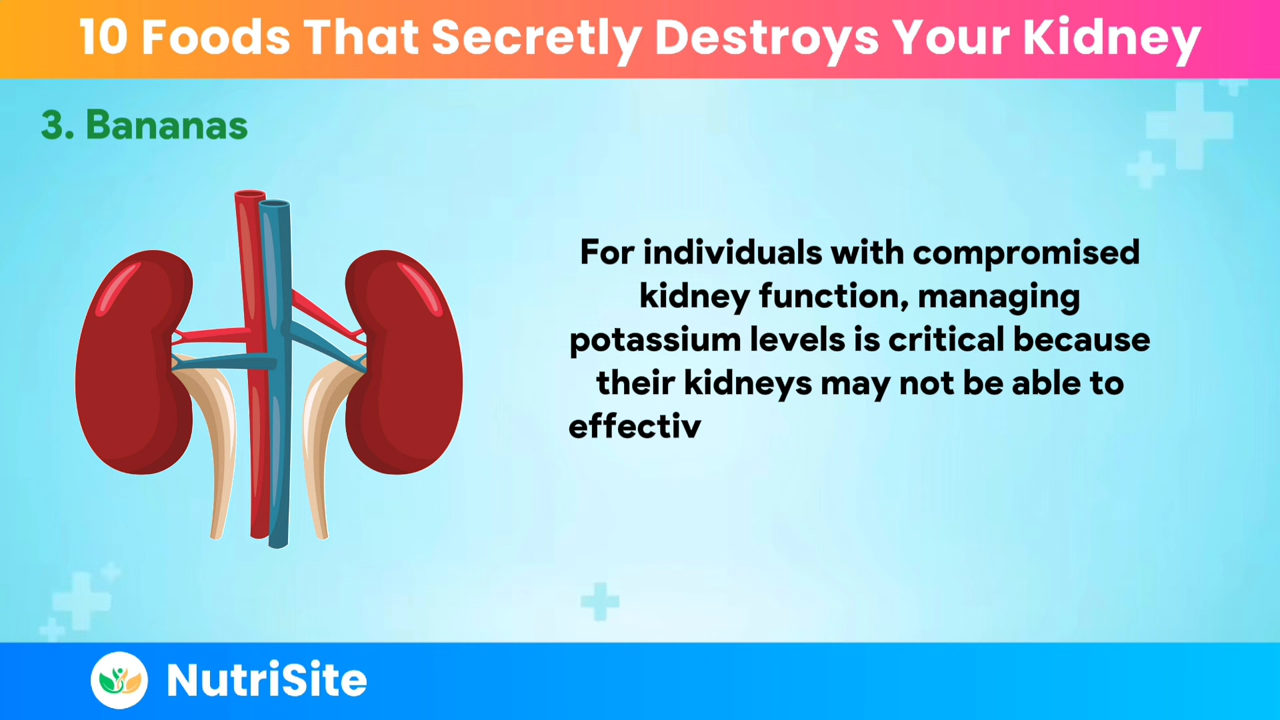 10 Foods That Secretly Destroys Your Kidney
3. Bananas
For individuals with compromised
kidney function, managing
potassium levels is critical because
their kidneys may not be able to
effectiv
NutriSite